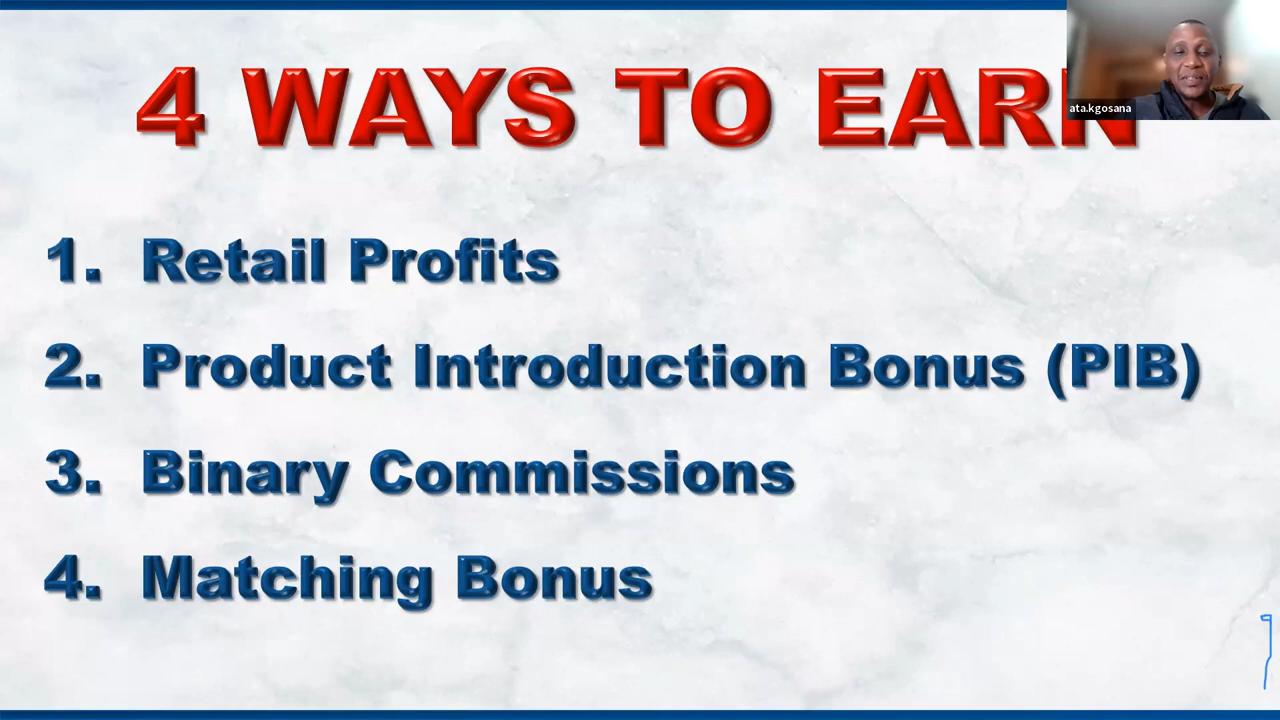 4 WAYS TO EARN
ata.kgosana
1. Retail Profits
2. Product Introduction Bonus (PIB)
3. Binary Commissions
4. Matching Bonus